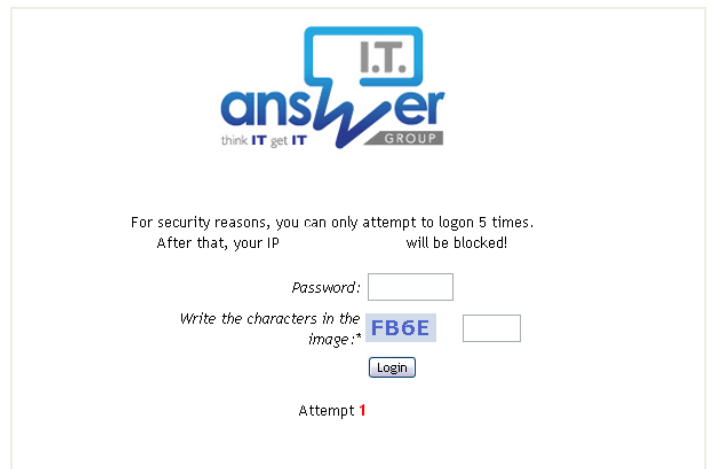 I.T.
answer
think IT get IT GROUP
For security reasons, you can only attempt to logon 5 times.
After that, your IP will be blocked!
Password:
Write the characters in the
image:* FB6E
Login
Attempt 1